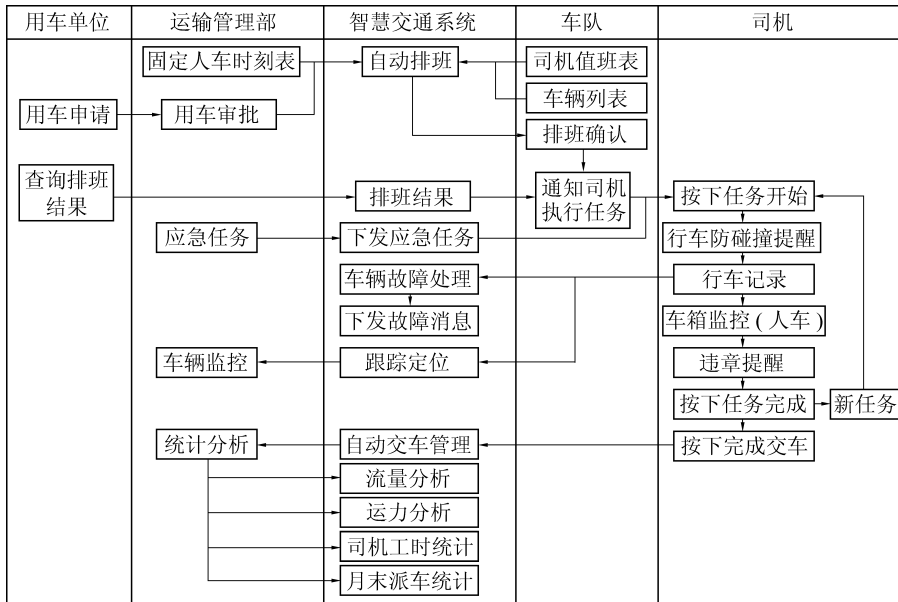 用车单位
运输管理部
智慧交通系统
车队
司机
固定人车时刻表
自动排班
司机值班表
车辆列表
用车申请
用车审批
排班确认
查询排班
结果
排班结果
通知司机
执行任务
按下任务开始
应急任务
下发应急任务
行车防碰撞提醒
车辆故障处理
行车记录
下发故障消息
车箱监控(人车)
车辆监控
跟踪定位
违章提醒
按下任务完成
新任务
统计分析
自动交车管理
按下完成交车
流量分析
运力分析
司机工时统计
月末派车统计